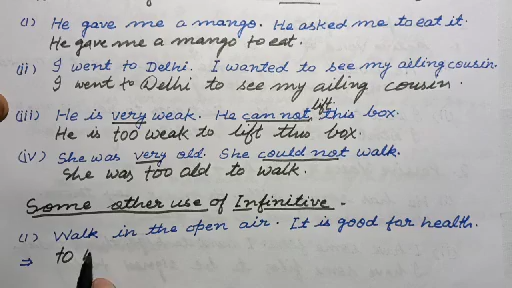 (i) He gave me a mango. He asked me to eat it.
He gave me a mango to eat.
(ii) I went to Delhi. I wanted to see my ailing cousin.
I went to Delhi to see my ailing cousin.
(iii) He is very weak. He can not lift this box.
He is too weak to lift this box.
(iv) She was very old. She could not walk.
She was too old to walk.
Some other use of Infinitive -
(i) Walk in the open air. It is good for health.
⇒ to